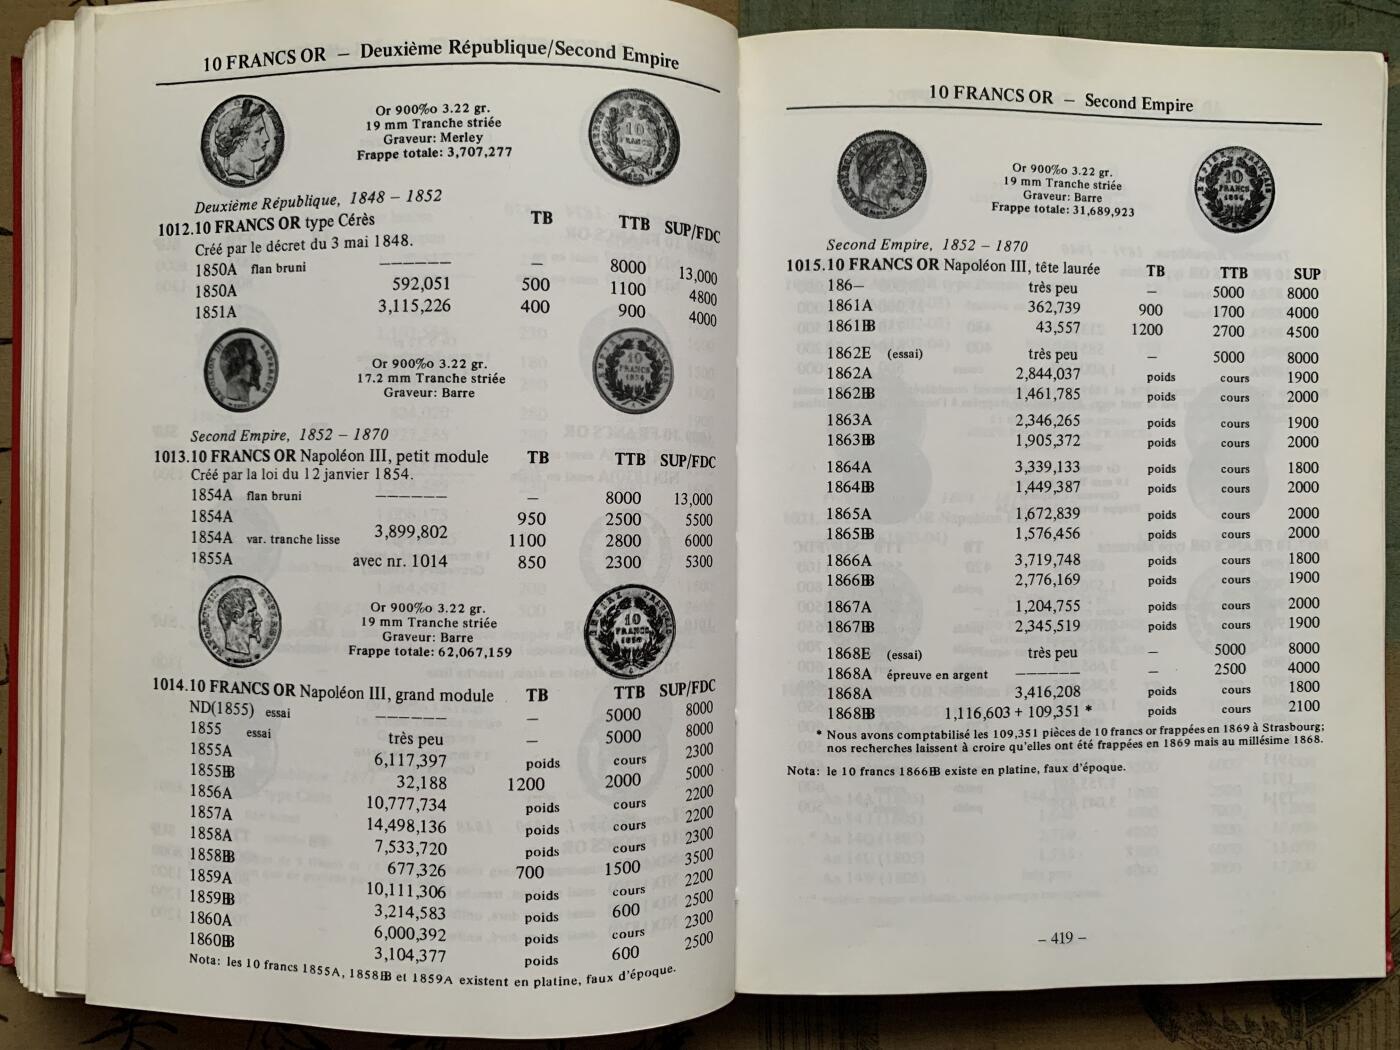 10 FRANCS OR — Deuxième République/Second Empire
Or 900‰ 3.22 gr.
19 mm Tranche striée
Graveur: Merley
Frappe totale: 3,707,277
Deuxième République, 1848 – 1852
1012. 10 FRANCS OR type Cérès TB TTB SUP/FDC
Créé par le décret du 3 mai 1848.
1850A flan bruni —————— — 8000 13,000
1850A 592,051 500 1100 4800
1851A 3,115,226 400 900 4000
Or 900‰ 3.22 gr.
17.2 mm Tranche striée
Graveur: Barre
Second Empire, 1852 – 1870
1013. 10 FRANCS OR Napoléon III, petit module TB TTB SUP/FDC
Créé par la loi du 12 janvier 1854.
1854A flan bruni —————— — 8000 13,000
1854A 950 2500 5500
3,899,802
1854A var. tranche lisse 1100 2800 6000
1855A avec nr. 1014 850 2300 5300
Or 900‰ 3.22 gr.
19 mm Tranche striée
Graveur: Barre
Frappe totale: 62,067,159
1014. 10 FRANCS OR Napoléon III, grand module TB TTB SUP/FDC
ND(1855) essai —————— — 5000 8000
1855 essai très peu — 5000 8000
1855A 6,117,397 poids cours 2300
1855BB 32,188 1200 2000 5000
1856A 10,777,734 poids cours 2200
1857A 14,498,136 poids cours 2200
1858A 7,533,720 poids cours 2300
1858BB 677,326 700 1500 3500
1859A 10,111,306 poids cours 2200
1859BB 3,214,583 poids 600 2500
1860A 6,000,392 poids cours 2300
1860BB 3,104,377 poids 600 2500
Nota: les 10 francs 1855A, 1858BB et 1859A existent en platine, faux d'époque.
10 FRANCS OR — Second Empire
Or 900‰ 3.22 gr.
19 mm Tranche striée
Graveur: Barre
Frappe totale: 31,689,923
Second Empire, 1852 – 1870
1015. 10 FRANCS OR Napoléon III, tête laurée TB TTB SUP
186— très peu — 5000 8000
1861A 362,739 900 1700 4000
1861BB 43,557 1200 2700 4500
1862E (essai) très peu — 5000 8000
1862A 2,844,037 poids cours 1900
1862BB 1,461,785 poids cours 2000
1863A 2,346,265 poids cours 1900
1863BB 1,905,372 poids cours 2000
1864A 3,339,133 poids cours 1800
1864BB 1,449,387 poids cours 2000
1865A 1,672,839 poids cours 2000
1865BB 1,576,456 poids cours 2000
1866A 3,719,748 poids cours 1800
1866BB 2,776,169 poids cours 1900
1867A 1,204,755 poids cours 2000
1867BB 2,345,519 poids cours 1900
1868E (essai) très peu — 5000 8000
1868A épreuve en argent —————— — 2500 4000
1868A 3,416,208 poids cours 1800
1868BB 1,116,603 + 109,351 * poids cours 2100
* Nous avons comptabilisé les 109,351 pièces de 10 francs or frappées en 1869 à Strasbourg;
nos recherches laissent à croire qu'elles ont été frappées en 1869 mais au millésime 1868.
Nota: le 10 francs 1866BB existe en platine, faux d'époque.
– 419 –